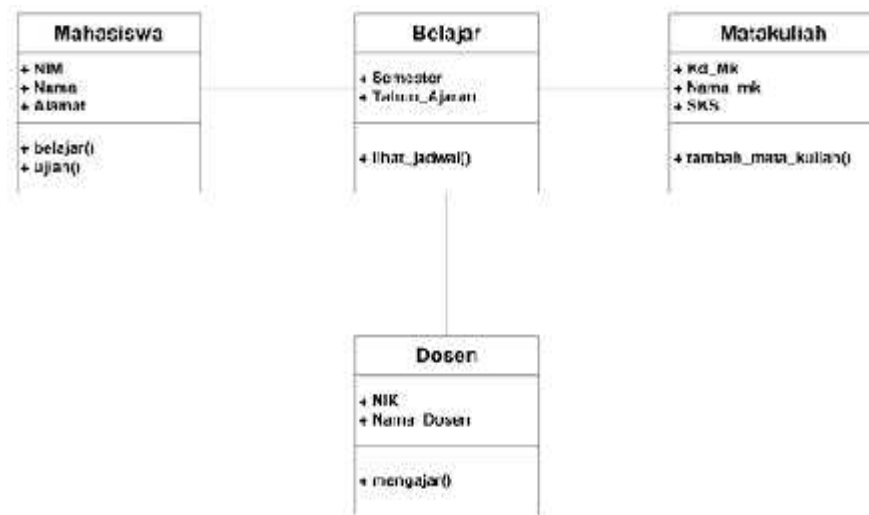 Mahasiswa
+ NIM
+ Nama
+ Alamat
+ belajar()
+ ujian()
Belajar
+ Semester
+ Tahun_Ajaran
+ lihat_jadwal()
Matakuliah
+ Kd_Mk
+ Nama_mk
+ SKS
+ tambah_mata_kuliah()
Dosen
+ NIK
+ Nama_Dosen
+ mengajar()